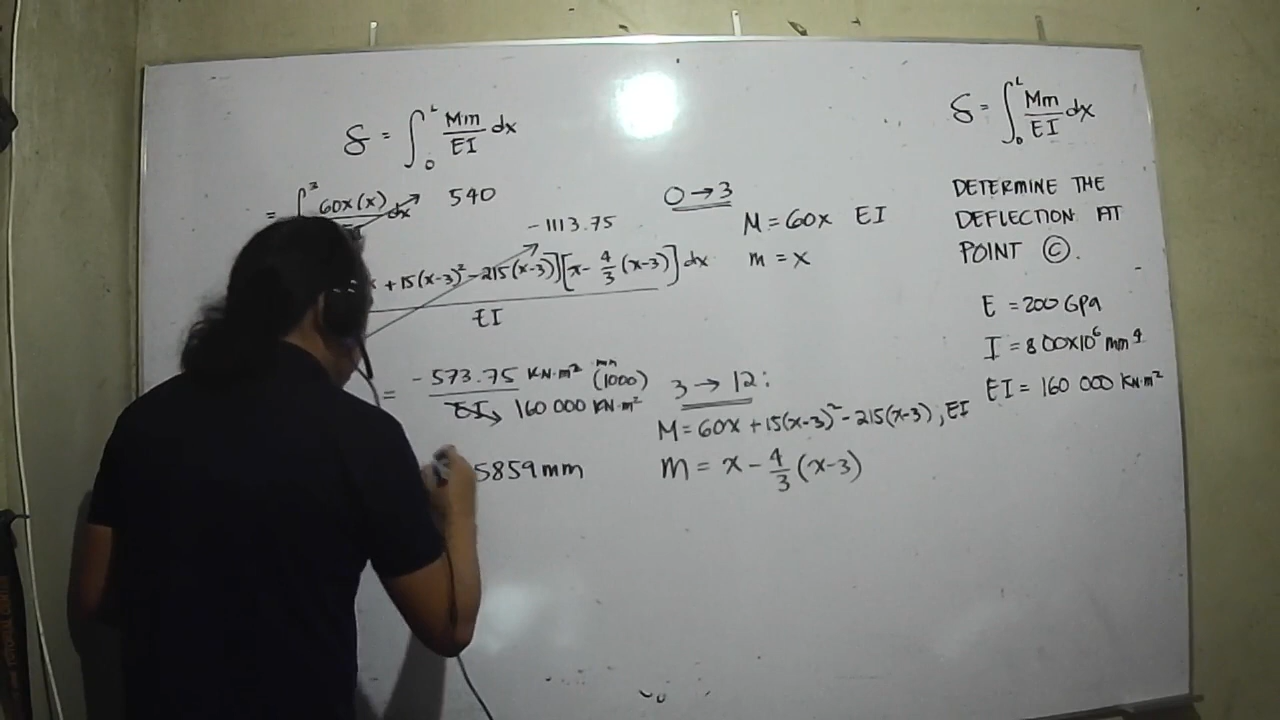 δ = ∫₀ᴸ Mm/EI dx
= ∫³ 60x(x) dx 540
-1113.75
x + 15(x-3)² - 215(x-3)][x - 4/3(x-3)] dx
EI
= -573.75 KN·m² (1000) mm
EI 160 000 KN·m²
5859mm
0→3
M = 60x EI
m = x
3 → 12:
M = 60x + 15(x-3)² - 215(x-3), EI
m = x - 4/3(x-3)
δ = ∫₀ᴸ Mm/EI dx
DETERMINE THE
DEFLECTION AT
POINT Ⓒ.
E = 200 GPa
I = 800x10⁶ mm⁴
EI = 160 000 KN·m²